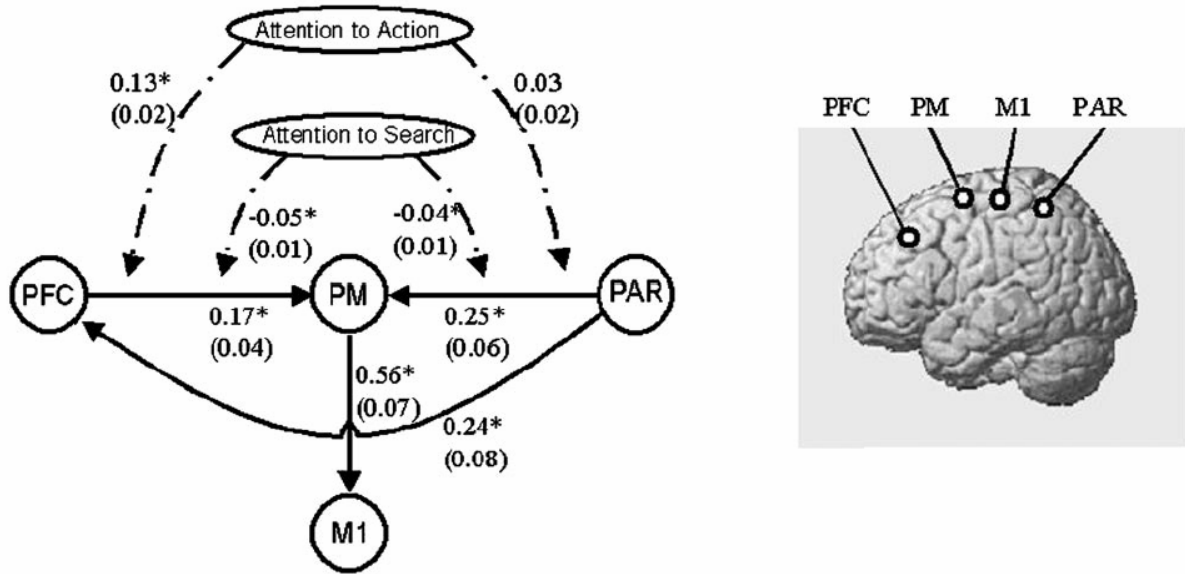 Attention to Action
0.13*
(0.02)
0.03
(0.02)
Attention to Search
-0.05*
(0.01)
-0.04*
(0.01)
PFC
PM
PAR
0.17*
(0.04)
0.25*
(0.06)
0.56*
(0.07)
0.24*
(0.08)
M1
PFC PM M1 PAR